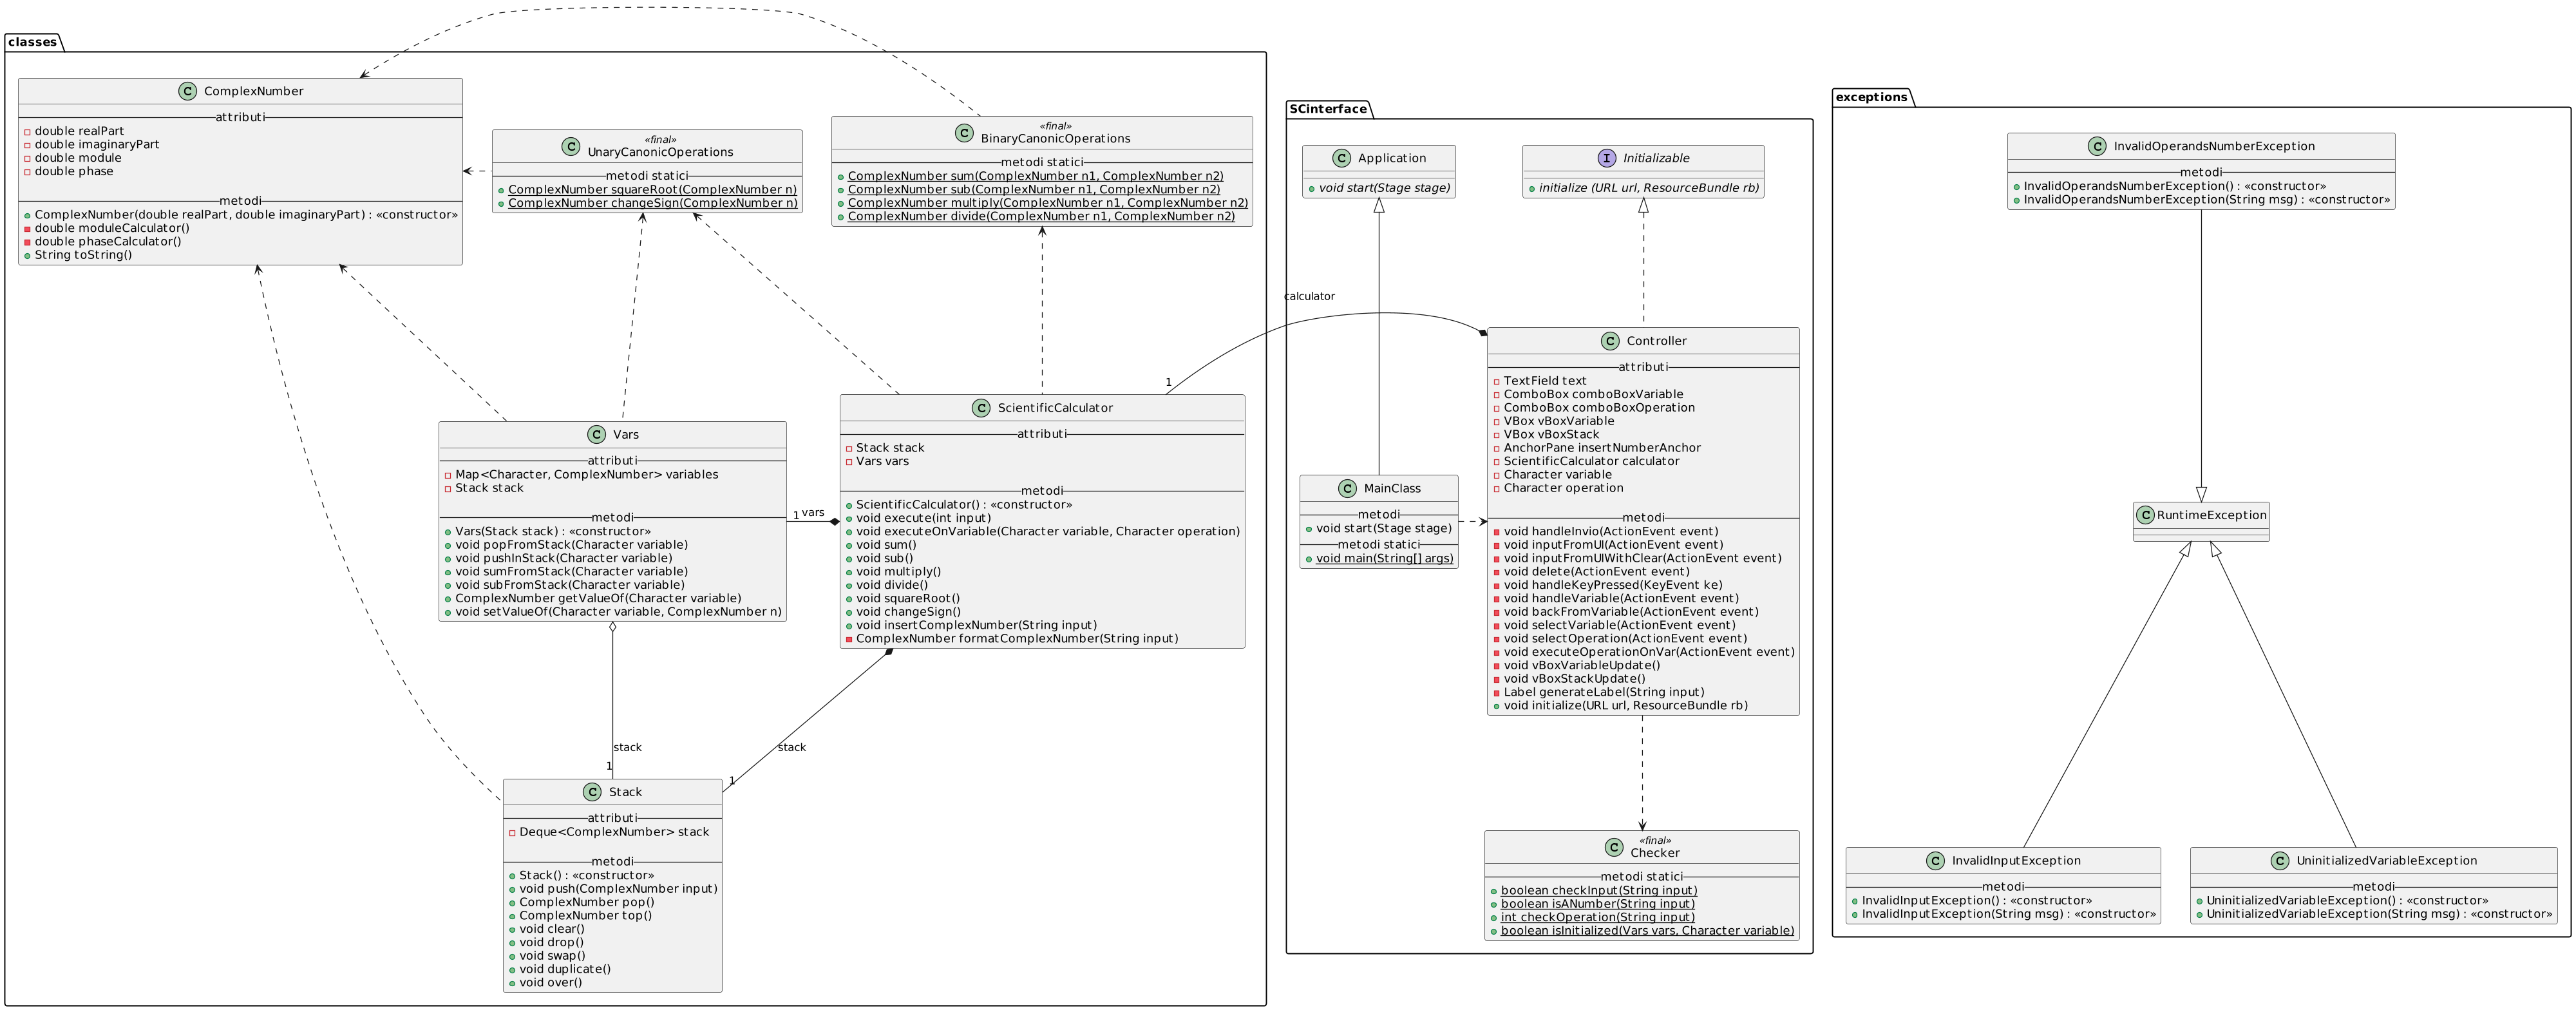 classes
C ComplexNumber
attributi
double realPart
double imaginaryPart
double module
double phase
metodi
ComplexNumber(double realPart, double imaginaryPart) : «constructor»
double moduleCalculator()
double phaseCalculator()
String toString()
«final»
C UnaryCanonicOperations
metodi statici
ComplexNumber squareRoot(ComplexNumber n)
ComplexNumber changeSign(ComplexNumber n)
«final»
C BinaryCanonicOperations
metodi statici
ComplexNumber sum(ComplexNumber n1, ComplexNumber n2)
ComplexNumber sub(ComplexNumber n1, ComplexNumber n2)
ComplexNumber multiply(ComplexNumber n1, ComplexNumber n2)
ComplexNumber divide(ComplexNumber n1, ComplexNumber n2)
C Vars
attributi
Map<Character, ComplexNumber> variables
Stack stack
metodi
Vars(Stack stack) : «constructor»
void popFromStack(Character variable)
void pushInStack(Character variable)
void sumFromStack(Character variable)
void subFromStack(Character variable)
ComplexNumber getValueOf(Character variable)
void setValueOf(Character variable, ComplexNumber n)
1 vars
C ScientificCalculator
attributi
Stack stack
Vars vars
metodi
ScientificCalculator() : «constructor»
void execute(int input)
void executeOnVariable(Character variable, Character operation)
void sum()
void sub()
void multiply()
void divide()
void squareRoot()
void changeSign()
void insertComplexNumber(String input)
ComplexNumber formatComplexNumber(String input)
1
calculator
stack
1
stack
1
C Stack
attributi
Deque<ComplexNumber> stack
metodi
Stack() : «constructor»
void push(ComplexNumber input)
ComplexNumber pop()
ComplexNumber top()
void clear()
void drop()
void swap()
void duplicate()
void over()
SCinterface
C Application
void start(Stage stage)
I Initializable
initialize (URL url, ResourceBundle rb)
C MainClass
metodi
void start(Stage stage)
metodi statici
void main(String[] args)
C Controller
attributi
TextField text
ComboBox comboBoxVariable
ComboBox comboBoxOperation
VBox vBoxVariable
VBox vBoxStack
AnchorPane insertNumberAnchor
ScientificCalculator calculator
Character variable
Character operation
metodi
void handleInvio(ActionEvent event)
void inputFromUI(ActionEvent event)
void inputFromUIWithClear(ActionEvent event)
void delete(ActionEvent event)
void handleKeyPressed(KeyEvent ke)
void handleVariable(ActionEvent event)
void backFromVariable(ActionEvent event)
void selectVariable(ActionEvent event)
void selectOperation(ActionEvent event)
void executeOperationOnVar(ActionEvent event)
void vBoxVariableUpdate()
void vBoxStackUpdate()
Label generateLabel(String input)
void initialize(URL url, ResourceBundle rb)
«final»
C Checker
metodi statici
boolean checkInput(String input)
boolean isANumber(String input)
int checkOperation(String input)
boolean isInitialized(Vars vars, Character variable)
exceptions
C InvalidOperandsNumberException
metodi
InvalidOperandsNumberException() : «constructor»
InvalidOperandsNumberException(String msg) : «constructor»
C RuntimeException
C InvalidInputException
metodi
InvalidInputException() : «constructor»
InvalidInputException(String msg) : «constructor»
C UninitializedVariableException
metodi
UninitializedVariableException() : «constructor»
UninitializedVariableException(String msg) : «constructor»